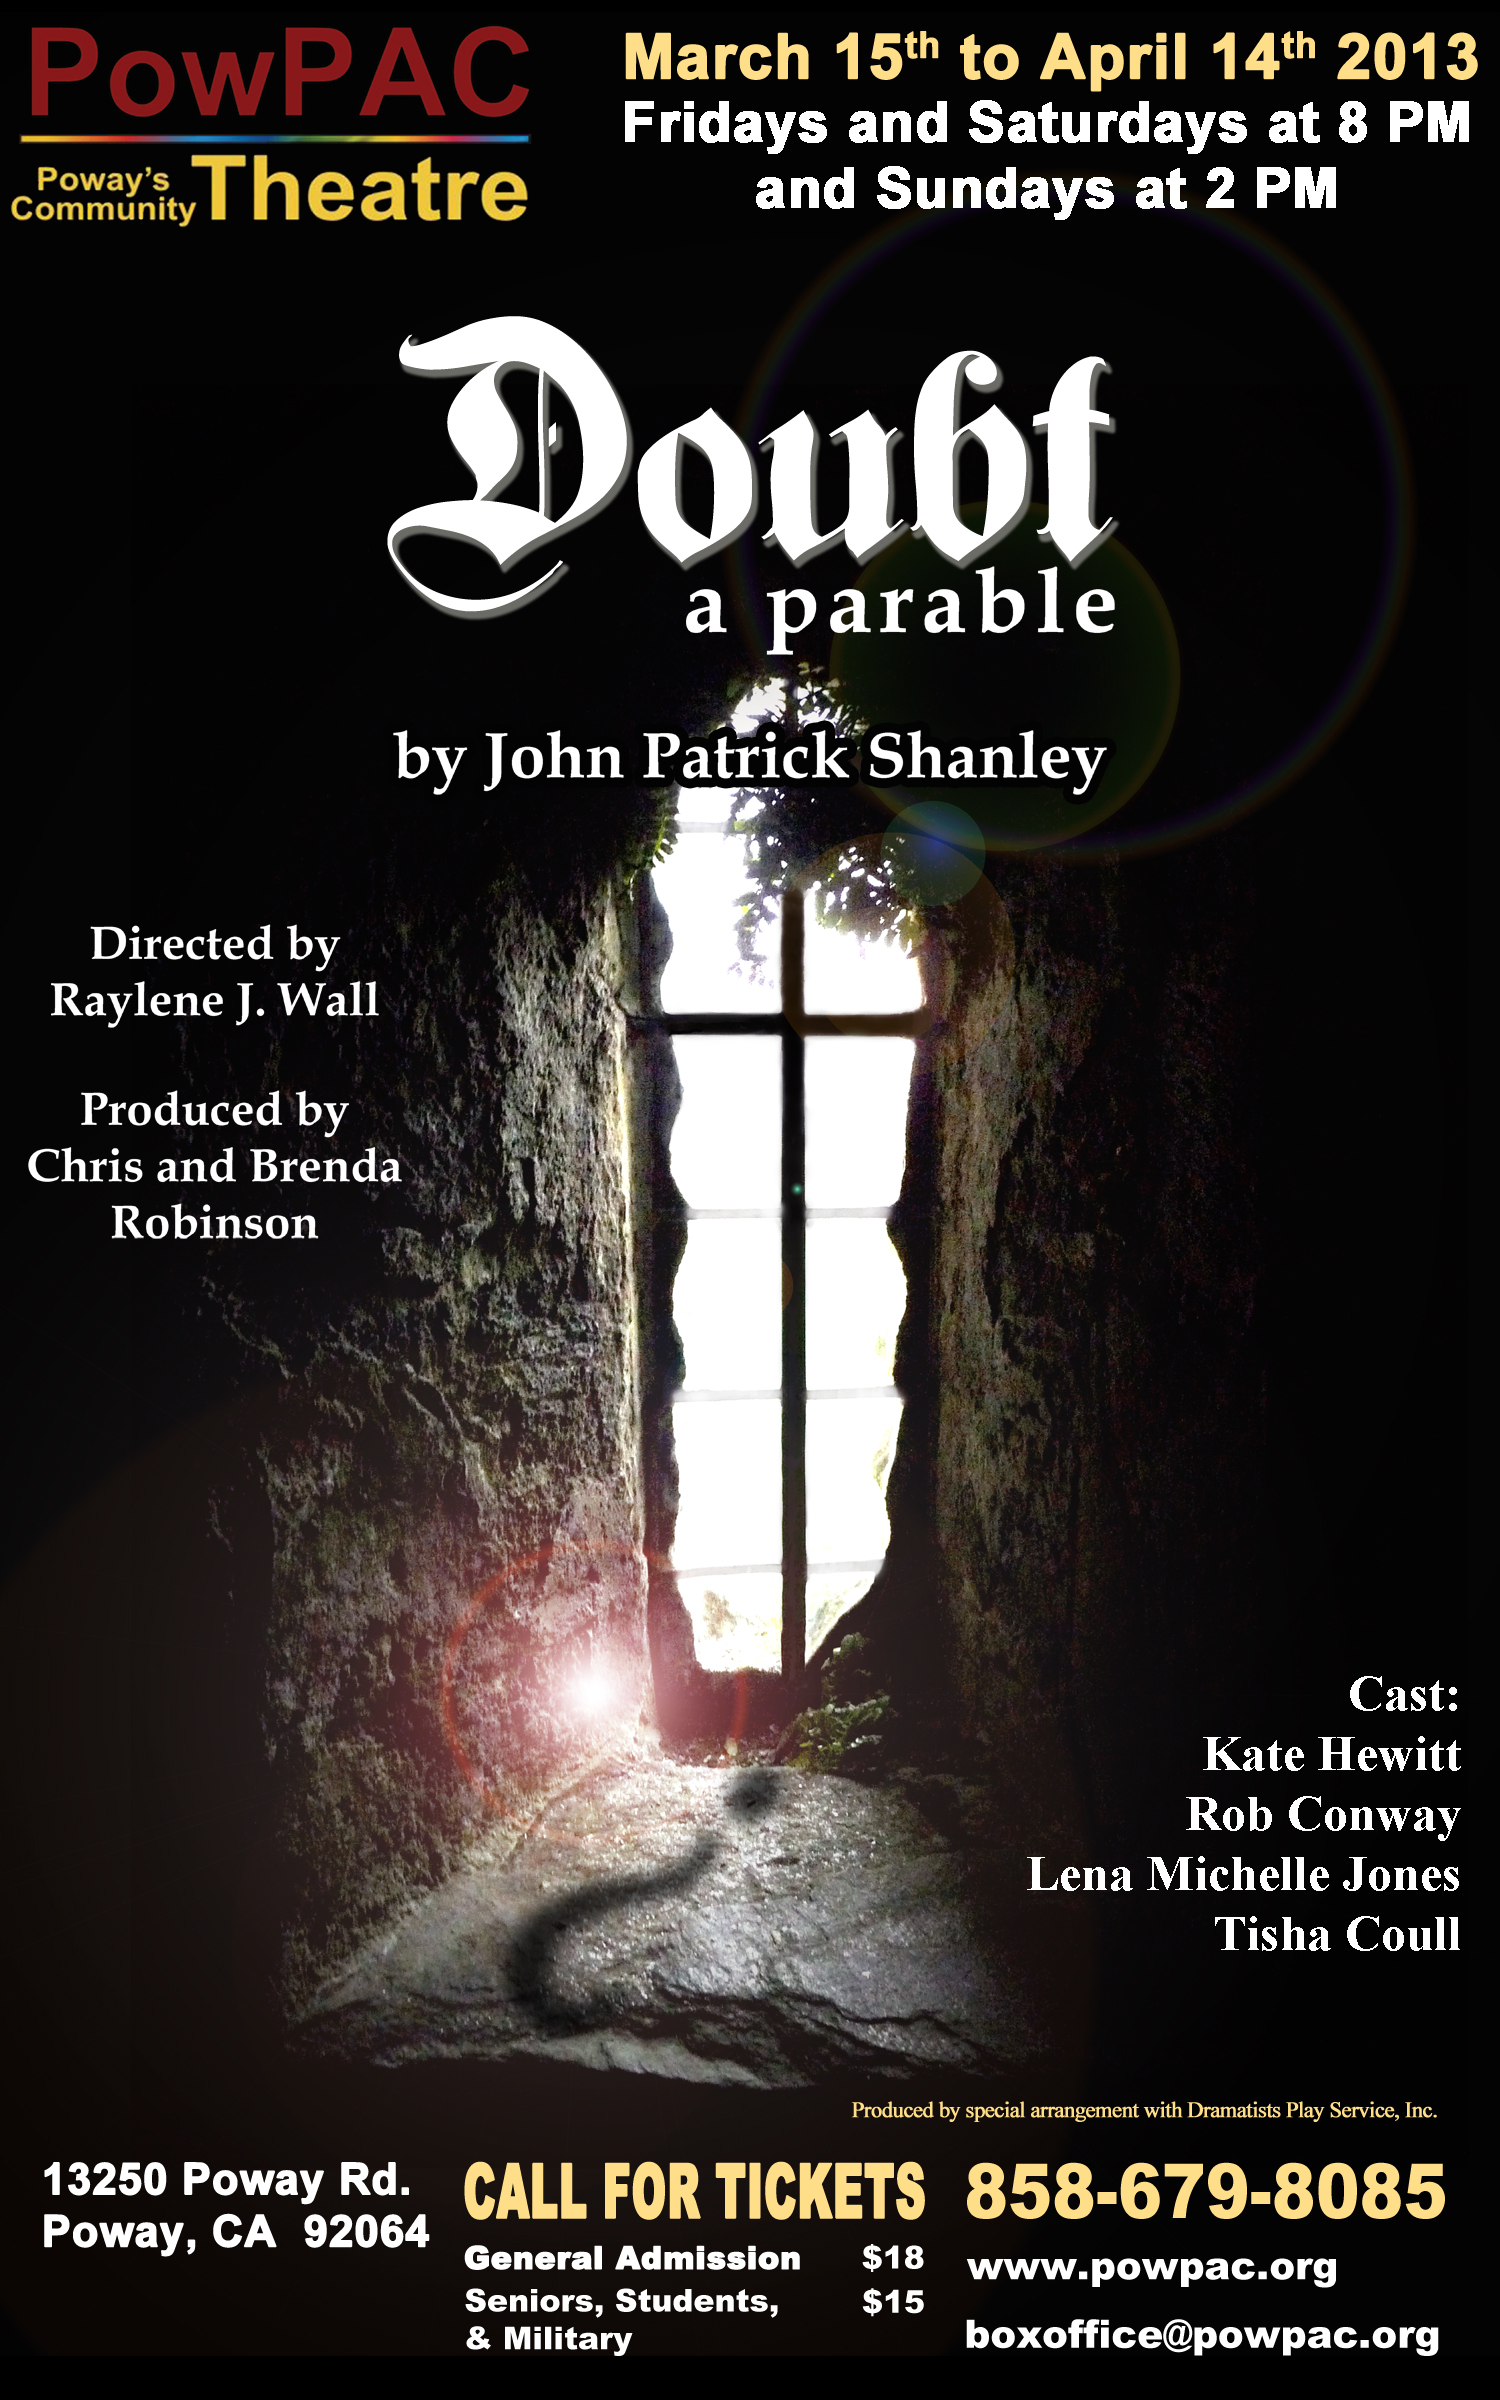 PowPAC
Poway's
Community Theatre
March 15th to April 14th 2013
Fridays and Saturdays at 8 PM
and Sundays at 2 PM
Doubt
a parable
by John Patrick Shanley
Directed by
Raylene J. Wall
Produced by
Chris and Brenda
Robinson
Cast:
Kate Hewitt
Rob Conway
Lena Michelle Jones
Tisha Coull
Produced by special arrangement with Dramatists Play Service, Inc.
13250 Poway Rd.
Poway, CA 92064
CALL FOR TICKETS 858-679-8085
General Admission $18
Seniors, Students, $15
& Military
www.powpac.org
boxoffice@powpac.org